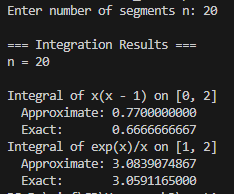 Enter number of segments n: 20
=== Integration Results ===
n = 20
Integral of x(x - 1) on [0, 2]
Approximate: 0.7700000000
Exact: 0.6666666667
Integral of exp(x)/x on [1, 2]
Approximate: 3.0839074867
Exact: 3.0591165000